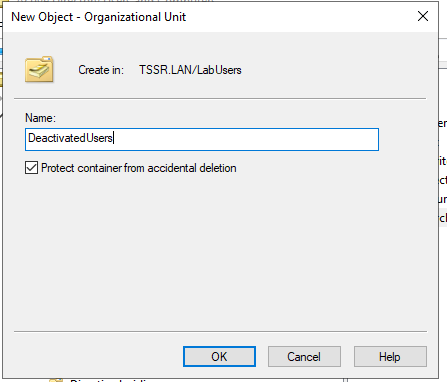 New Object - Organizational Unit
Create in: TSSR.LAN/LabUsers
Name:
DeactivatedUsers
Protect container from accidental deletion
OK Cancel Help